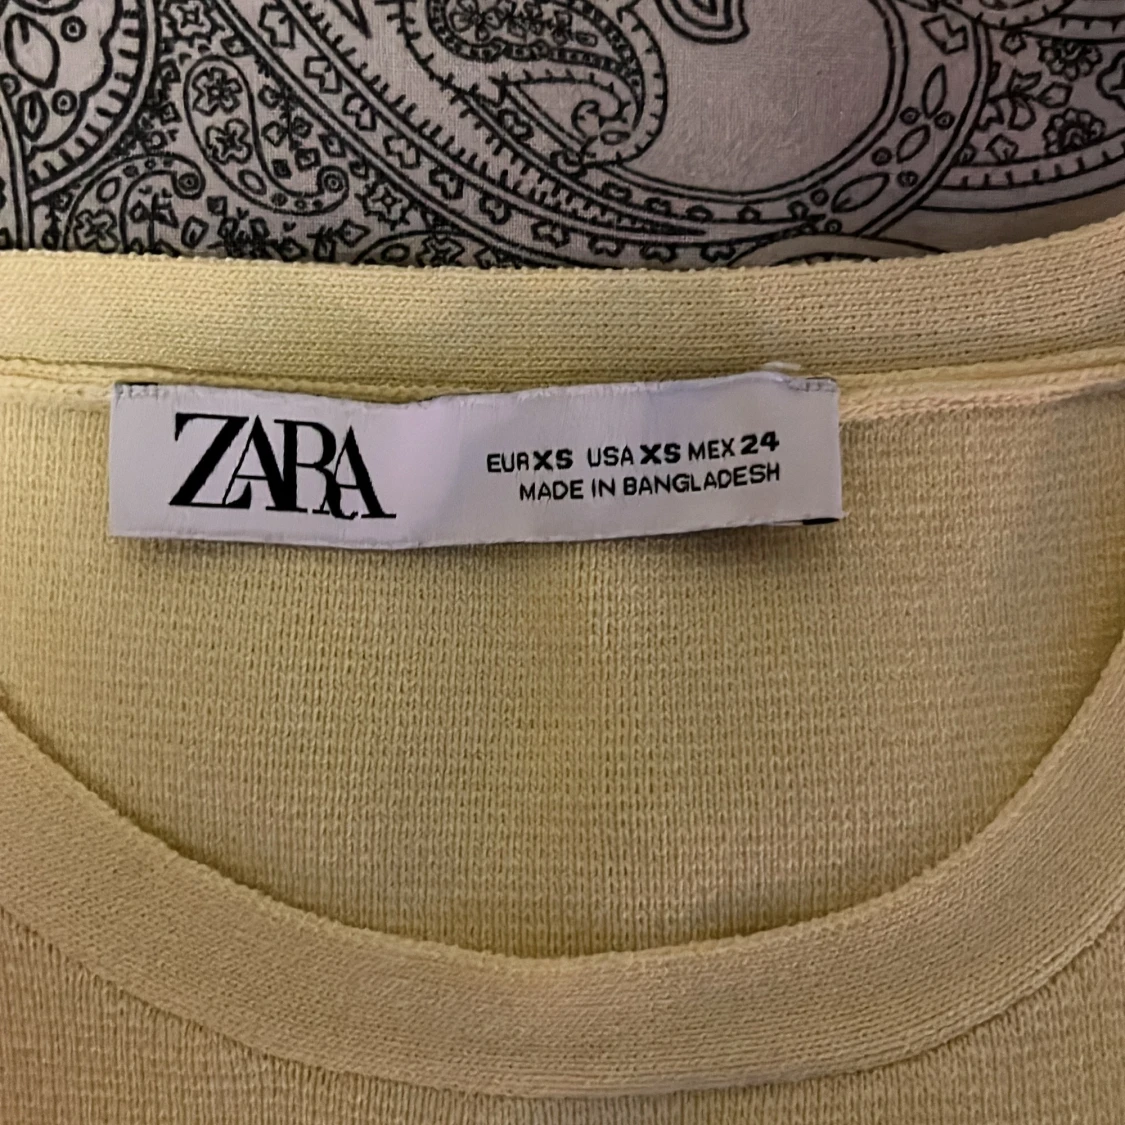 ZARA
EUR XS USA XS MEX 24
MADE IN BANGLADESH